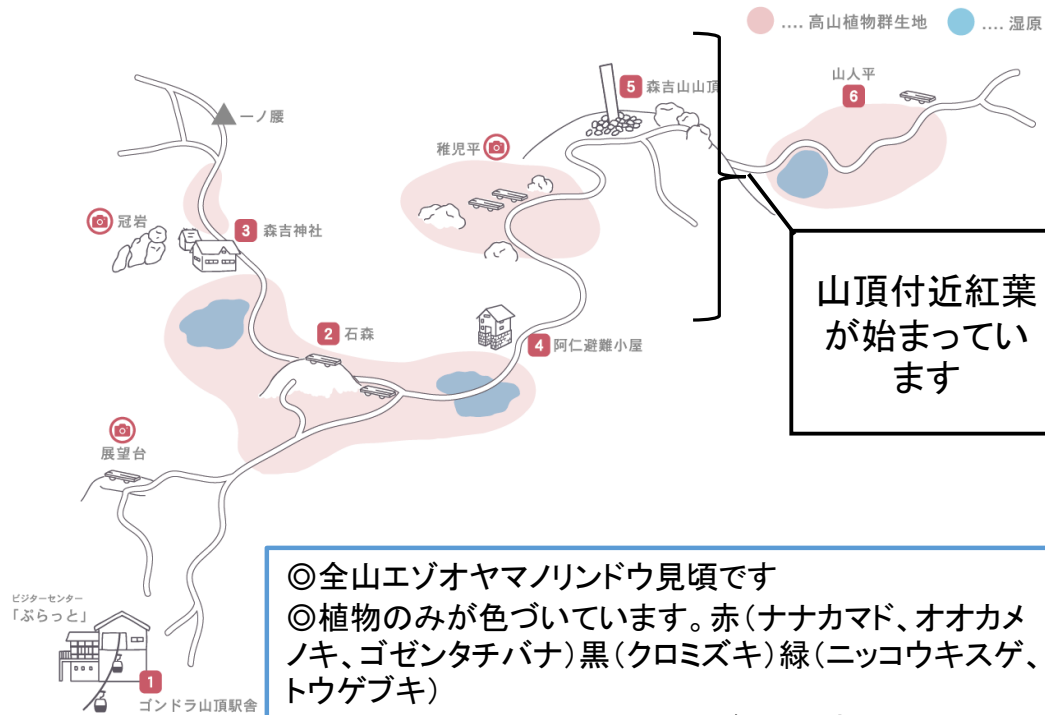 .... 高山植物群生地
.... 湿原
一ノ腰
5 森吉山山頂
山人平
6
稚児平
冠岩
3 森吉神社
2 石森
4 阿仁避難小屋
山頂付近紅葉
が始まってい
ます
展望台
ビジターセンター
「ぷらっと」
1
ゴンドラ山頂駅舎
◎全山エゾオヤマノリンドウ見頃です
◎植物のみが色づいています。赤(ナナカマド、オオカメ
ノキ、ゴゼンタチバナ)黒(クロミズキ)緑(ニッコウキスゲ、
トウゲブキ)